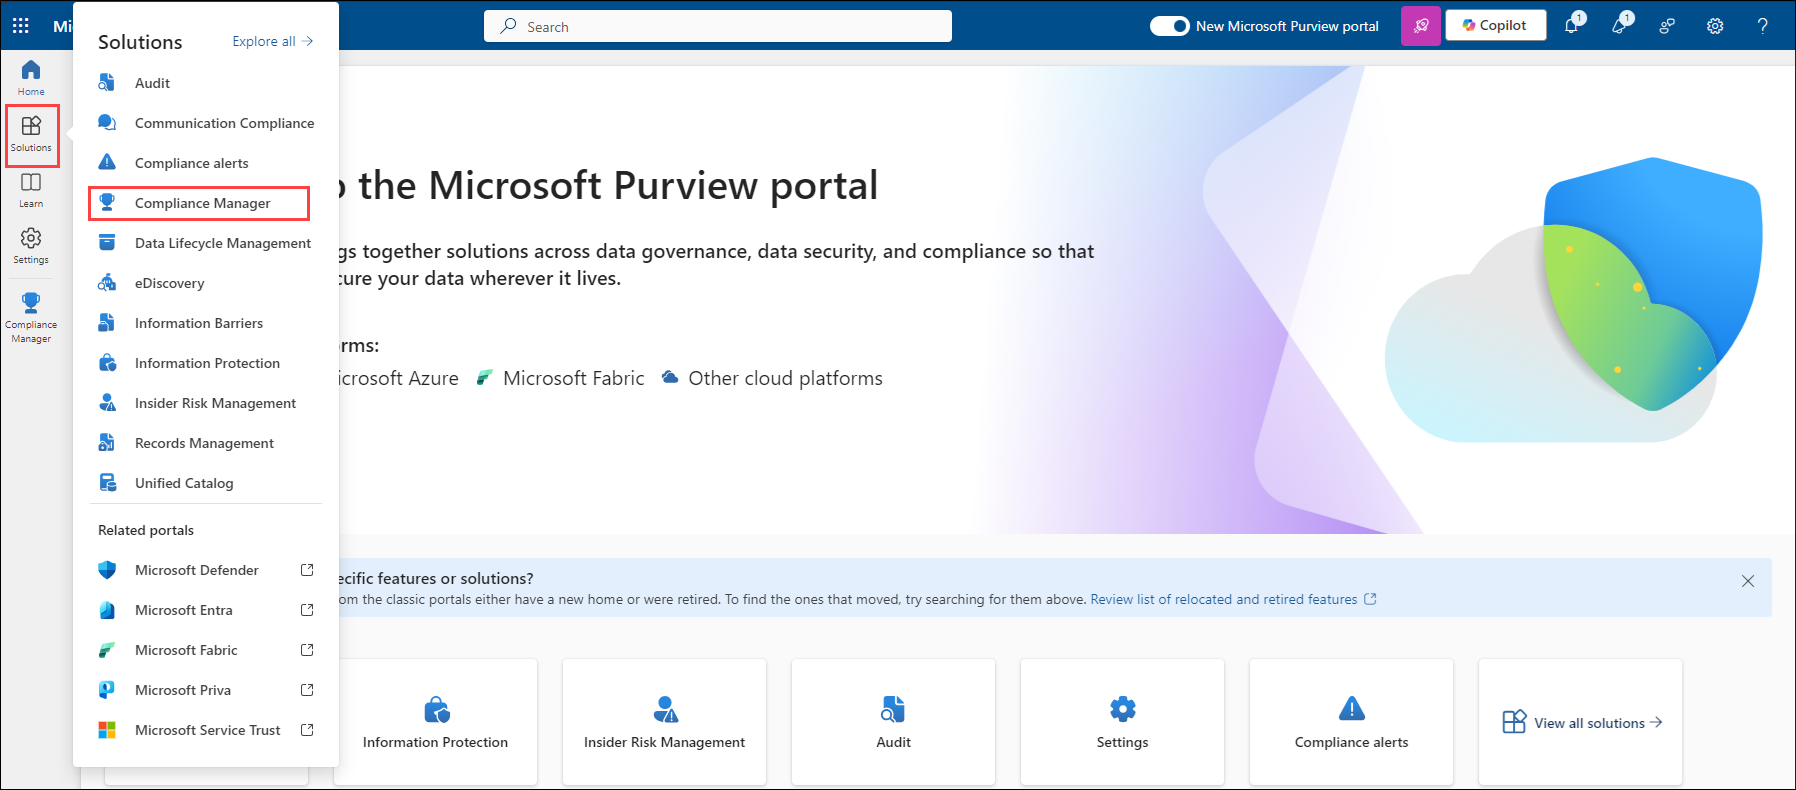 Mi
Search
New Microsoft Purview portal
Copilot
1
1
Home
Solutions
Learn
Settings
Compliance
Manager
Solutions
Explore all
Audit
Communication Compliance
Compliance alerts
Compliance Manager
Data Lifecycle Management
eDiscovery
Information Barriers
Information Protection
Insider Risk Management
Records Management
Unified Catalog
Related portals
Microsoft Defender
Microsoft Entra
Microsoft Fabric
Microsoft Priva
Microsoft Service Trust
the Microsoft Purview portal
gs together solutions across data governance, data security, and compliance so that
cure your data wherever it lives.
rms:
icrosoft Azure Microsoft Fabric Other cloud platforms
ecific features or solutions?
om the classic portals either have a new home or were retired. To find the ones that moved, try searching for them above. Review list of relocated and retired features
Information Protection
Insider Risk Management
Audit
Settings
Compliance alerts
View all solutions